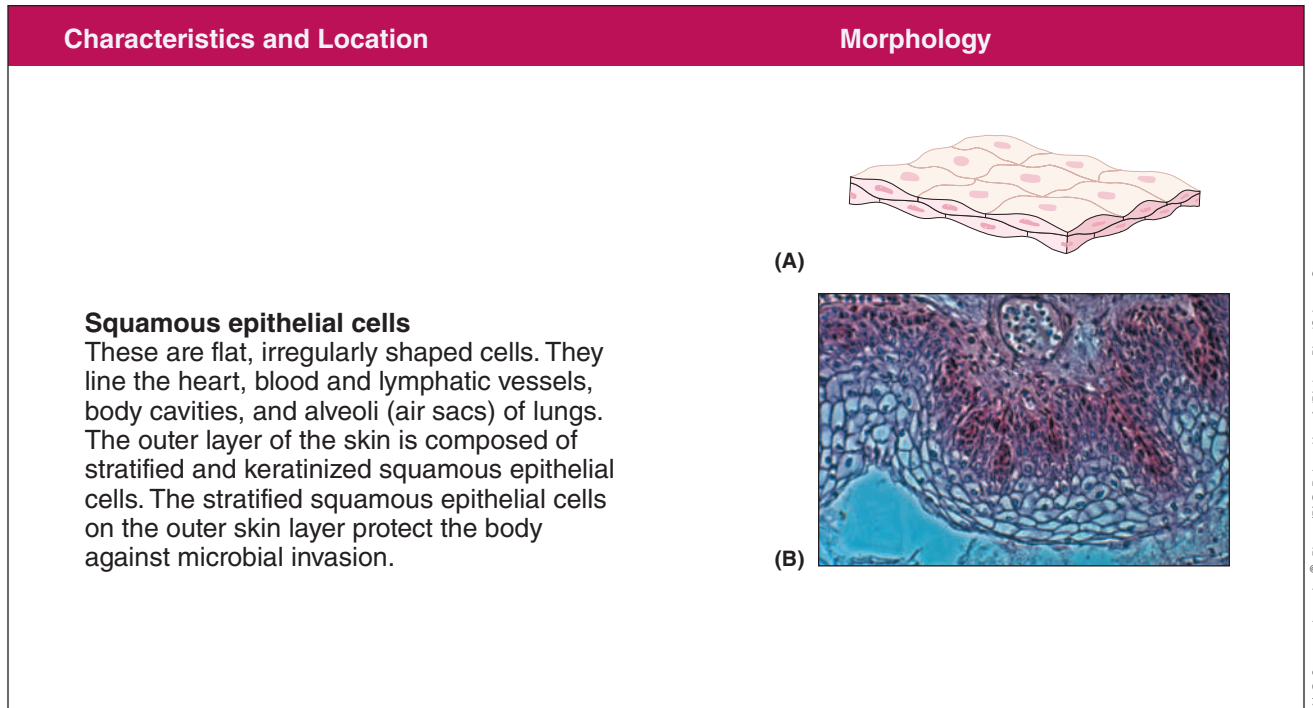 Characteristics and Location
Morphology
(A)
Squamous epithelial cells
These are flat, irregularly shaped cells. They
line the heart, blood and lymphatic vessels,
body cavities, and alveoli (air sacs) of lungs.
The outer layer of the skin is composed of
stratified and keratinized squamous epithelial
cells. The stratified squamous epithelial cells
on the outer skin layer protect the body
against microbial invasion.
(B)